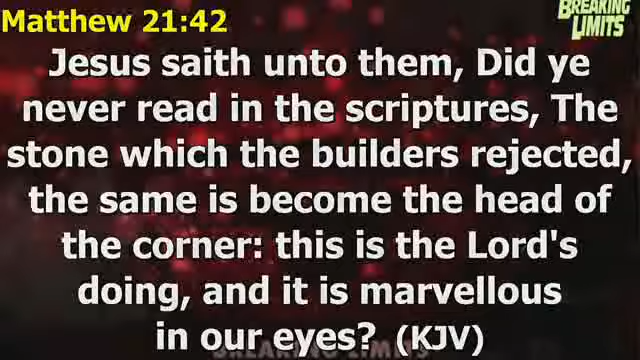 Matthew 21:42
BREAKING
LIMITS
Jesus saith unto them, Did ye
never read in the scriptures, The
stone which the builders rejected,
the same is become the head of
the corner: this is the Lord's
doing, and it is marvellous
in our eyes? (KJV)
BREAKING LIMITS